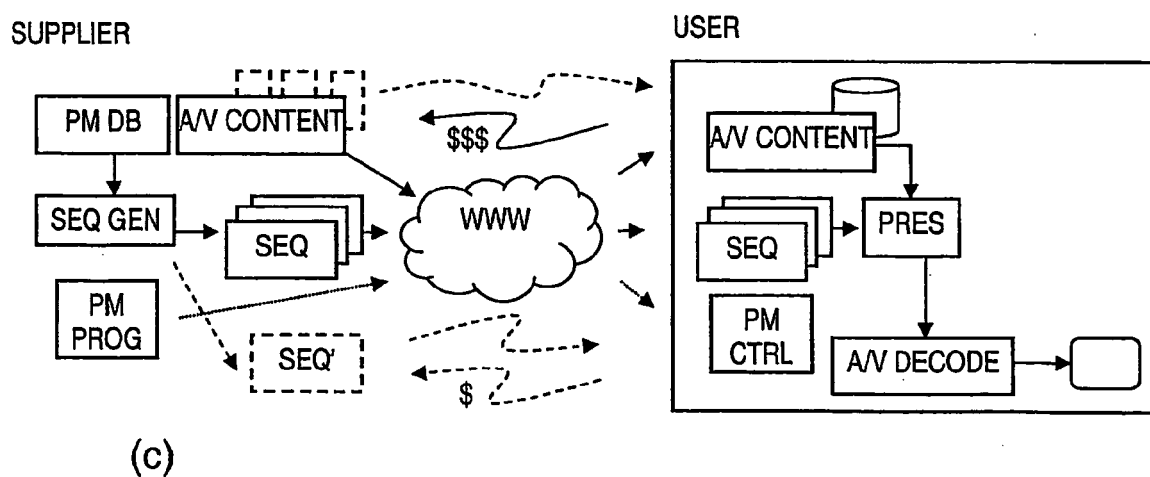 SUPPLIER
USER
PM DB
A/V CONTENT
$$$
A/V CONTENT
SEQ GEN
SEQ
WWW
SEQ
PRES
PM
PROG
SEQ'
$
PM
CTRL
A/V DECODE
(c)